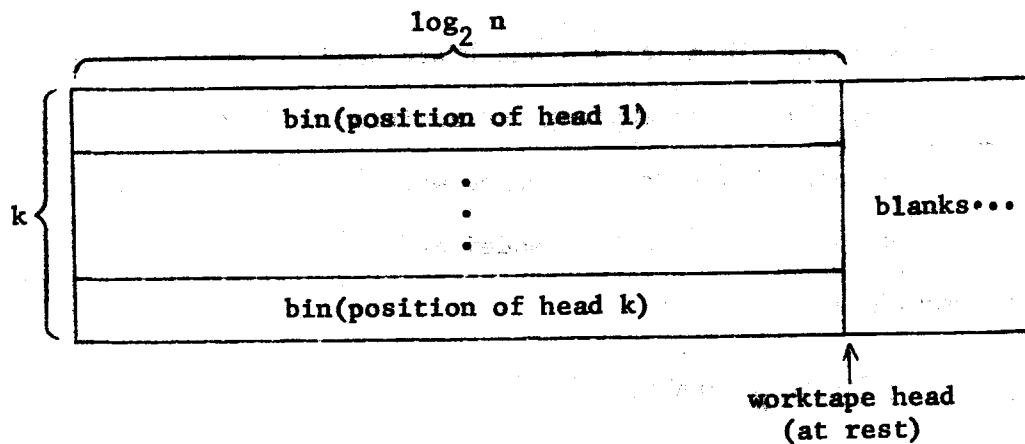 log₂ n
bin(position of head 1)
k
blanks...
bin(position of head k)
worktape head
(at rest)